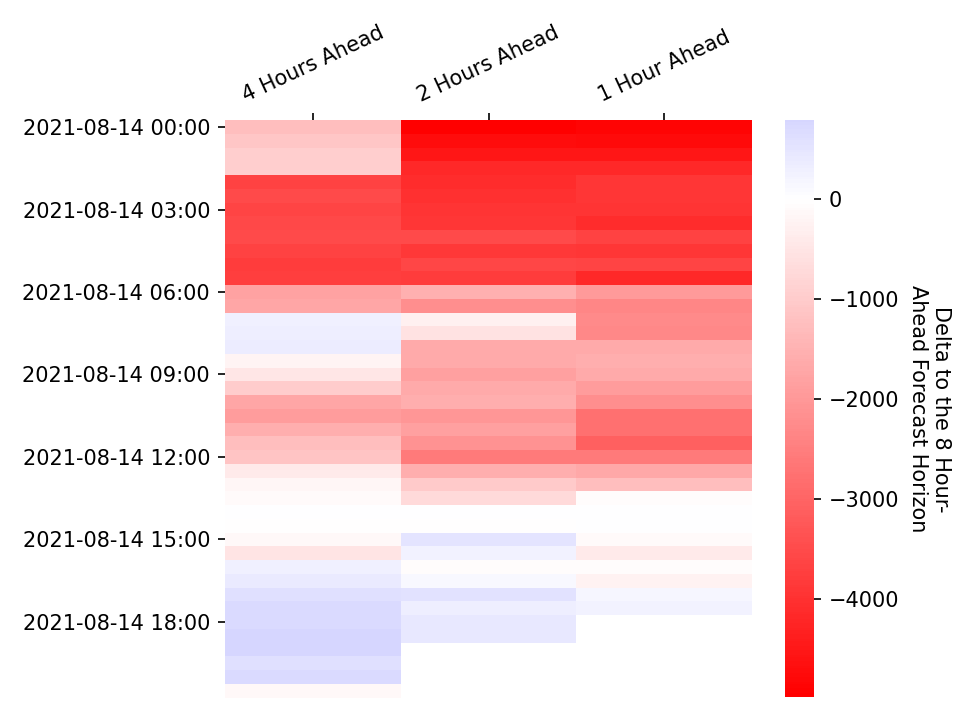 4 Hours Ahead
2 Hours Ahead
1 Hour Ahead
2021-08-14 00:00
2021-08-14 03:00
2021-08-14 06:00
2021-08-14 09:00
2021-08-14 12:00
2021-08-14 15:00
2021-08-14 18:00
0
−1000
−2000
−3000
−4000
Delta to the 8 Hour-
Ahead Forecast Horizon